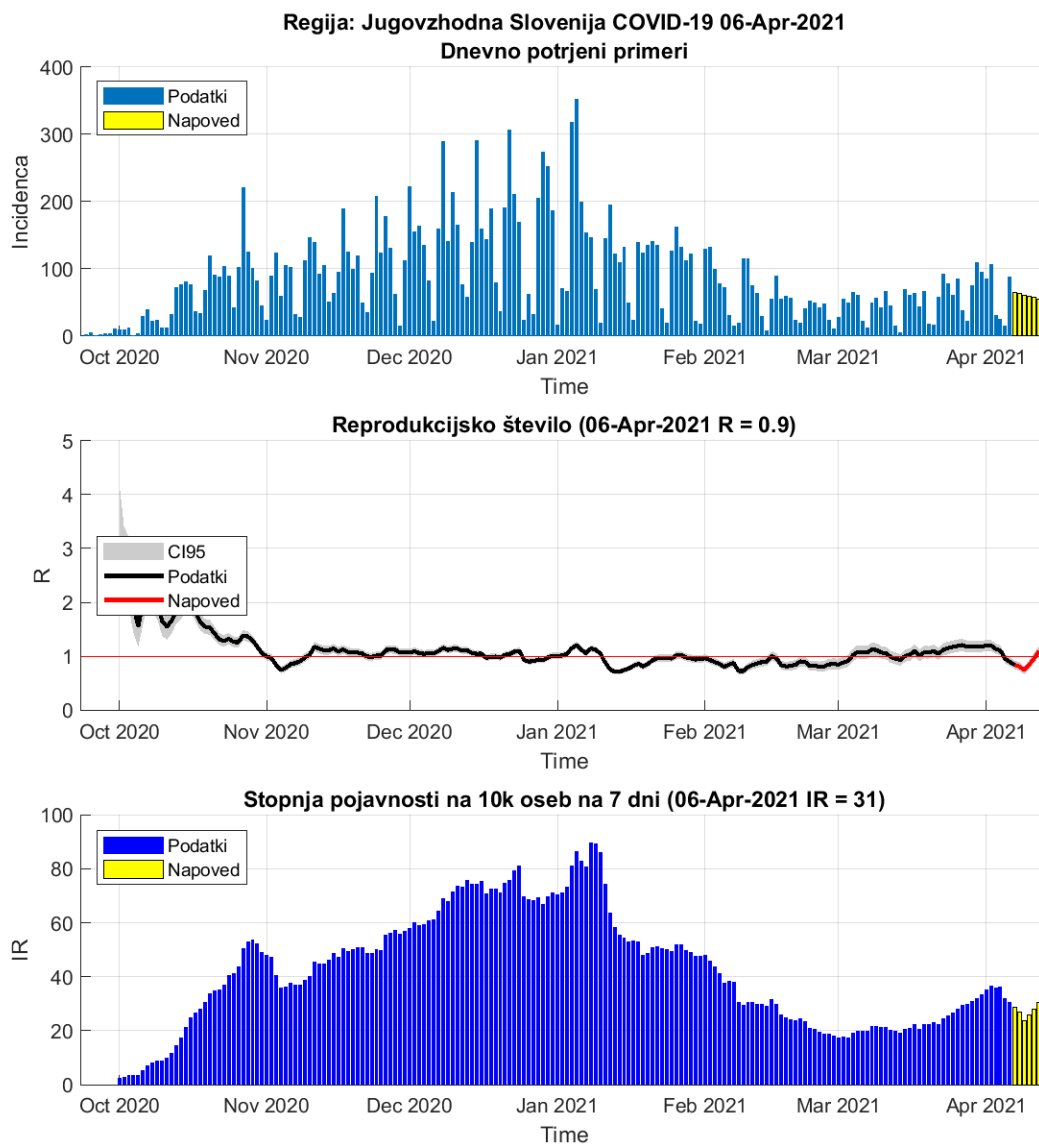 Regija: Jugovzhodna Slovenija COVID-19 06-Apr-2021
Dnevno potrjeni primeri
400
300
200
100
0
Incidenca
Podatki
Napoved
Oct 2020 Nov 2020 Dec 2020 Jan 2021 Feb 2021 Mar 2021 Apr 2021
Time
Reprodukcijsko število (06-Apr-2021 R = 0.9)
5
4
3
2
1
0
R
CI95
Podatki
Napoved
Oct 2020 Nov 2020 Dec 2020 Jan 2021 Feb 2021 Mar 2021 Apr 2021
Time
Stopnja pojavnosti na 10k oseb na 7 dni (06-Apr-2021 IR = 31)
100
80
60
40
20
0
IR
Podatki
Napoved
Oct 2020 Nov 2020 Dec 2020 Jan 2021 Feb 2021 Mar 2021 Apr 2021
Time